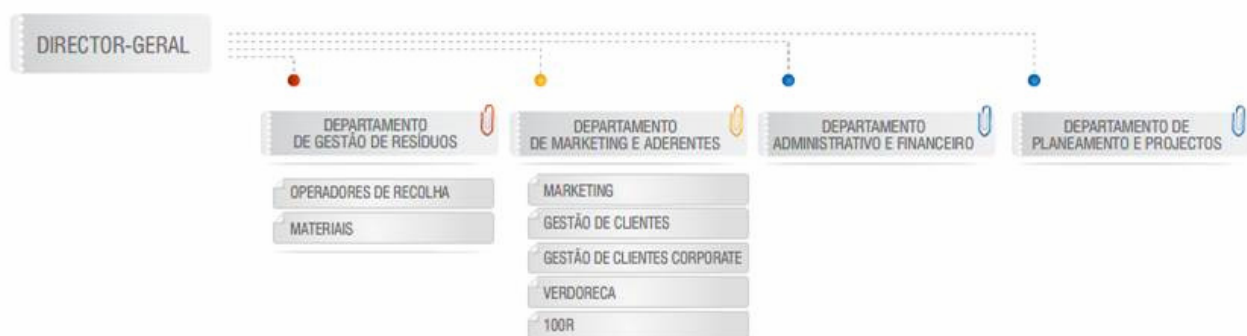 DIRECTOR-GERAL
DEPARTAMENTO
DE GESTÃO DE RESÍDUOS
OPERADORES DE RECOLHA
MATERIAIS
DEPARTAMENTO
DE MARKETING E ADERENTES
MARKETING
GESTÃO DE CLIENTES
GESTÃO DE CLIENTES CORPORATE
VERDORECA
100R
DEPARTAMENTO
ADMINISTRATIVO E FINANCEIRO
DEPARTAMENTO DE
PLANEAMENTO E PROJECTOS